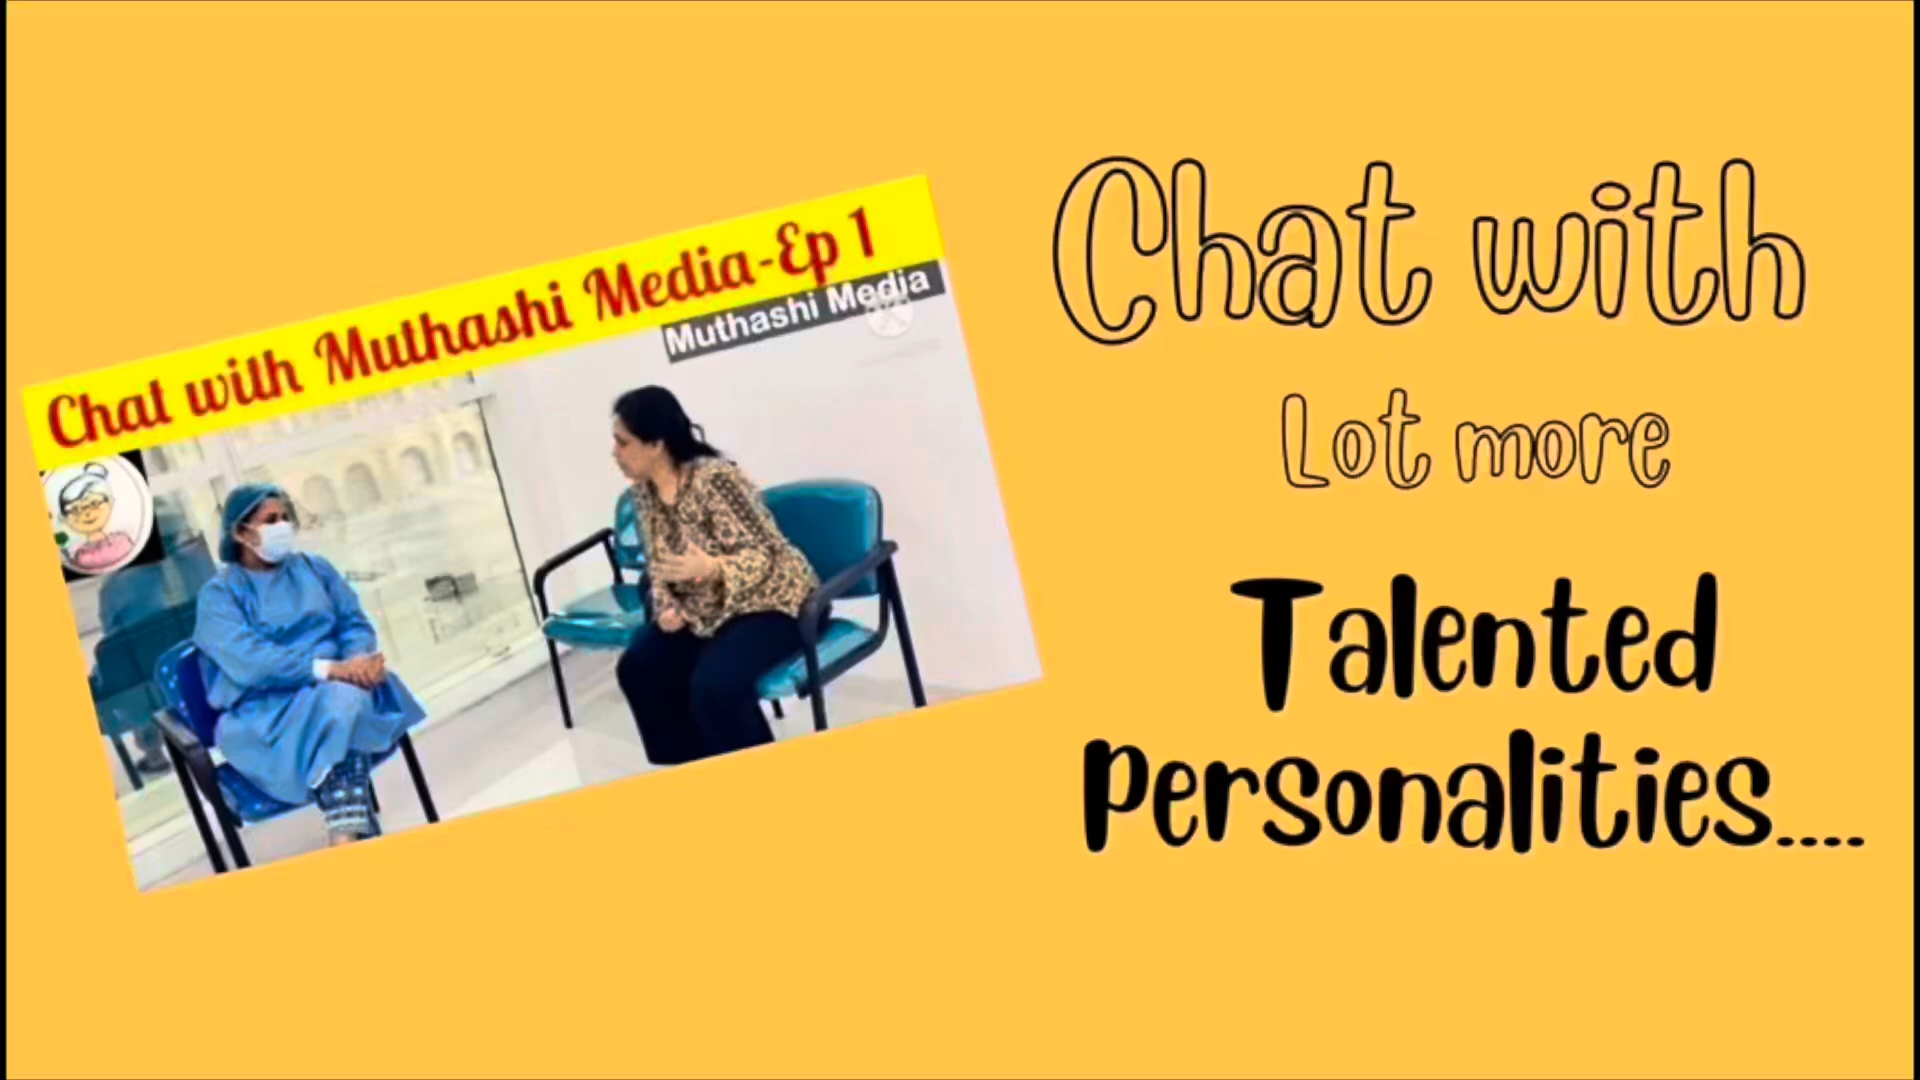 Chat with Muthashi Media-Ep 1
Muthashi Media
Chat with
Lot more
Talented
Personalities....